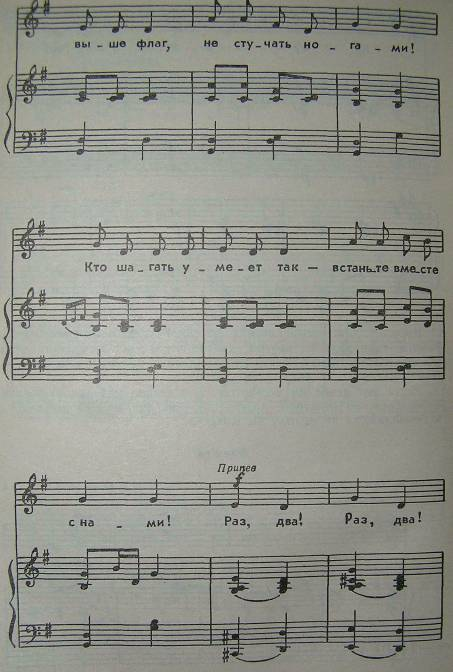 вы-ше флаг, не сту-чать но-га-ми!
Кто ша-гать у-ме-ет так — встань-те вме-сте
Припев
f
с на-ми! Раз, два! Раз, два!